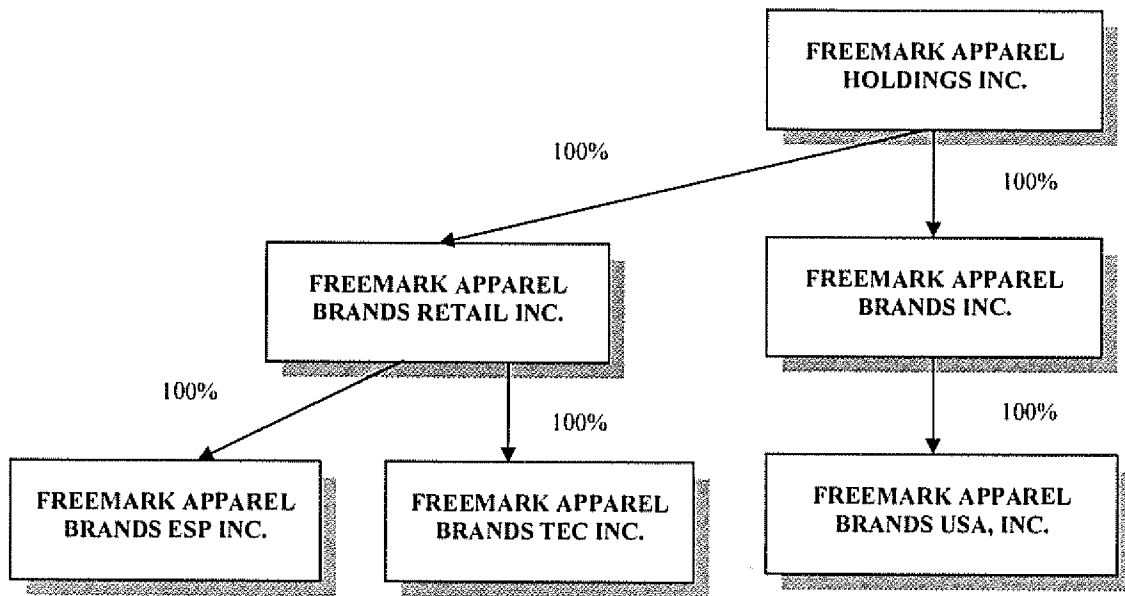 FREEMARK APPAREL
HOLDINGS INC.
100%
100%
FREEMARK APPAREL
BRANDS RETAIL INC.
FREEMARK APPAREL
BRANDS INC.
100%
100%
100%
FREEMARK APPAREL
BRANDS ESP INC.
FREEMARK APPAREL
BRANDS TEC INC.
FREEMARK APPAREL
BRANDS USA, INC.